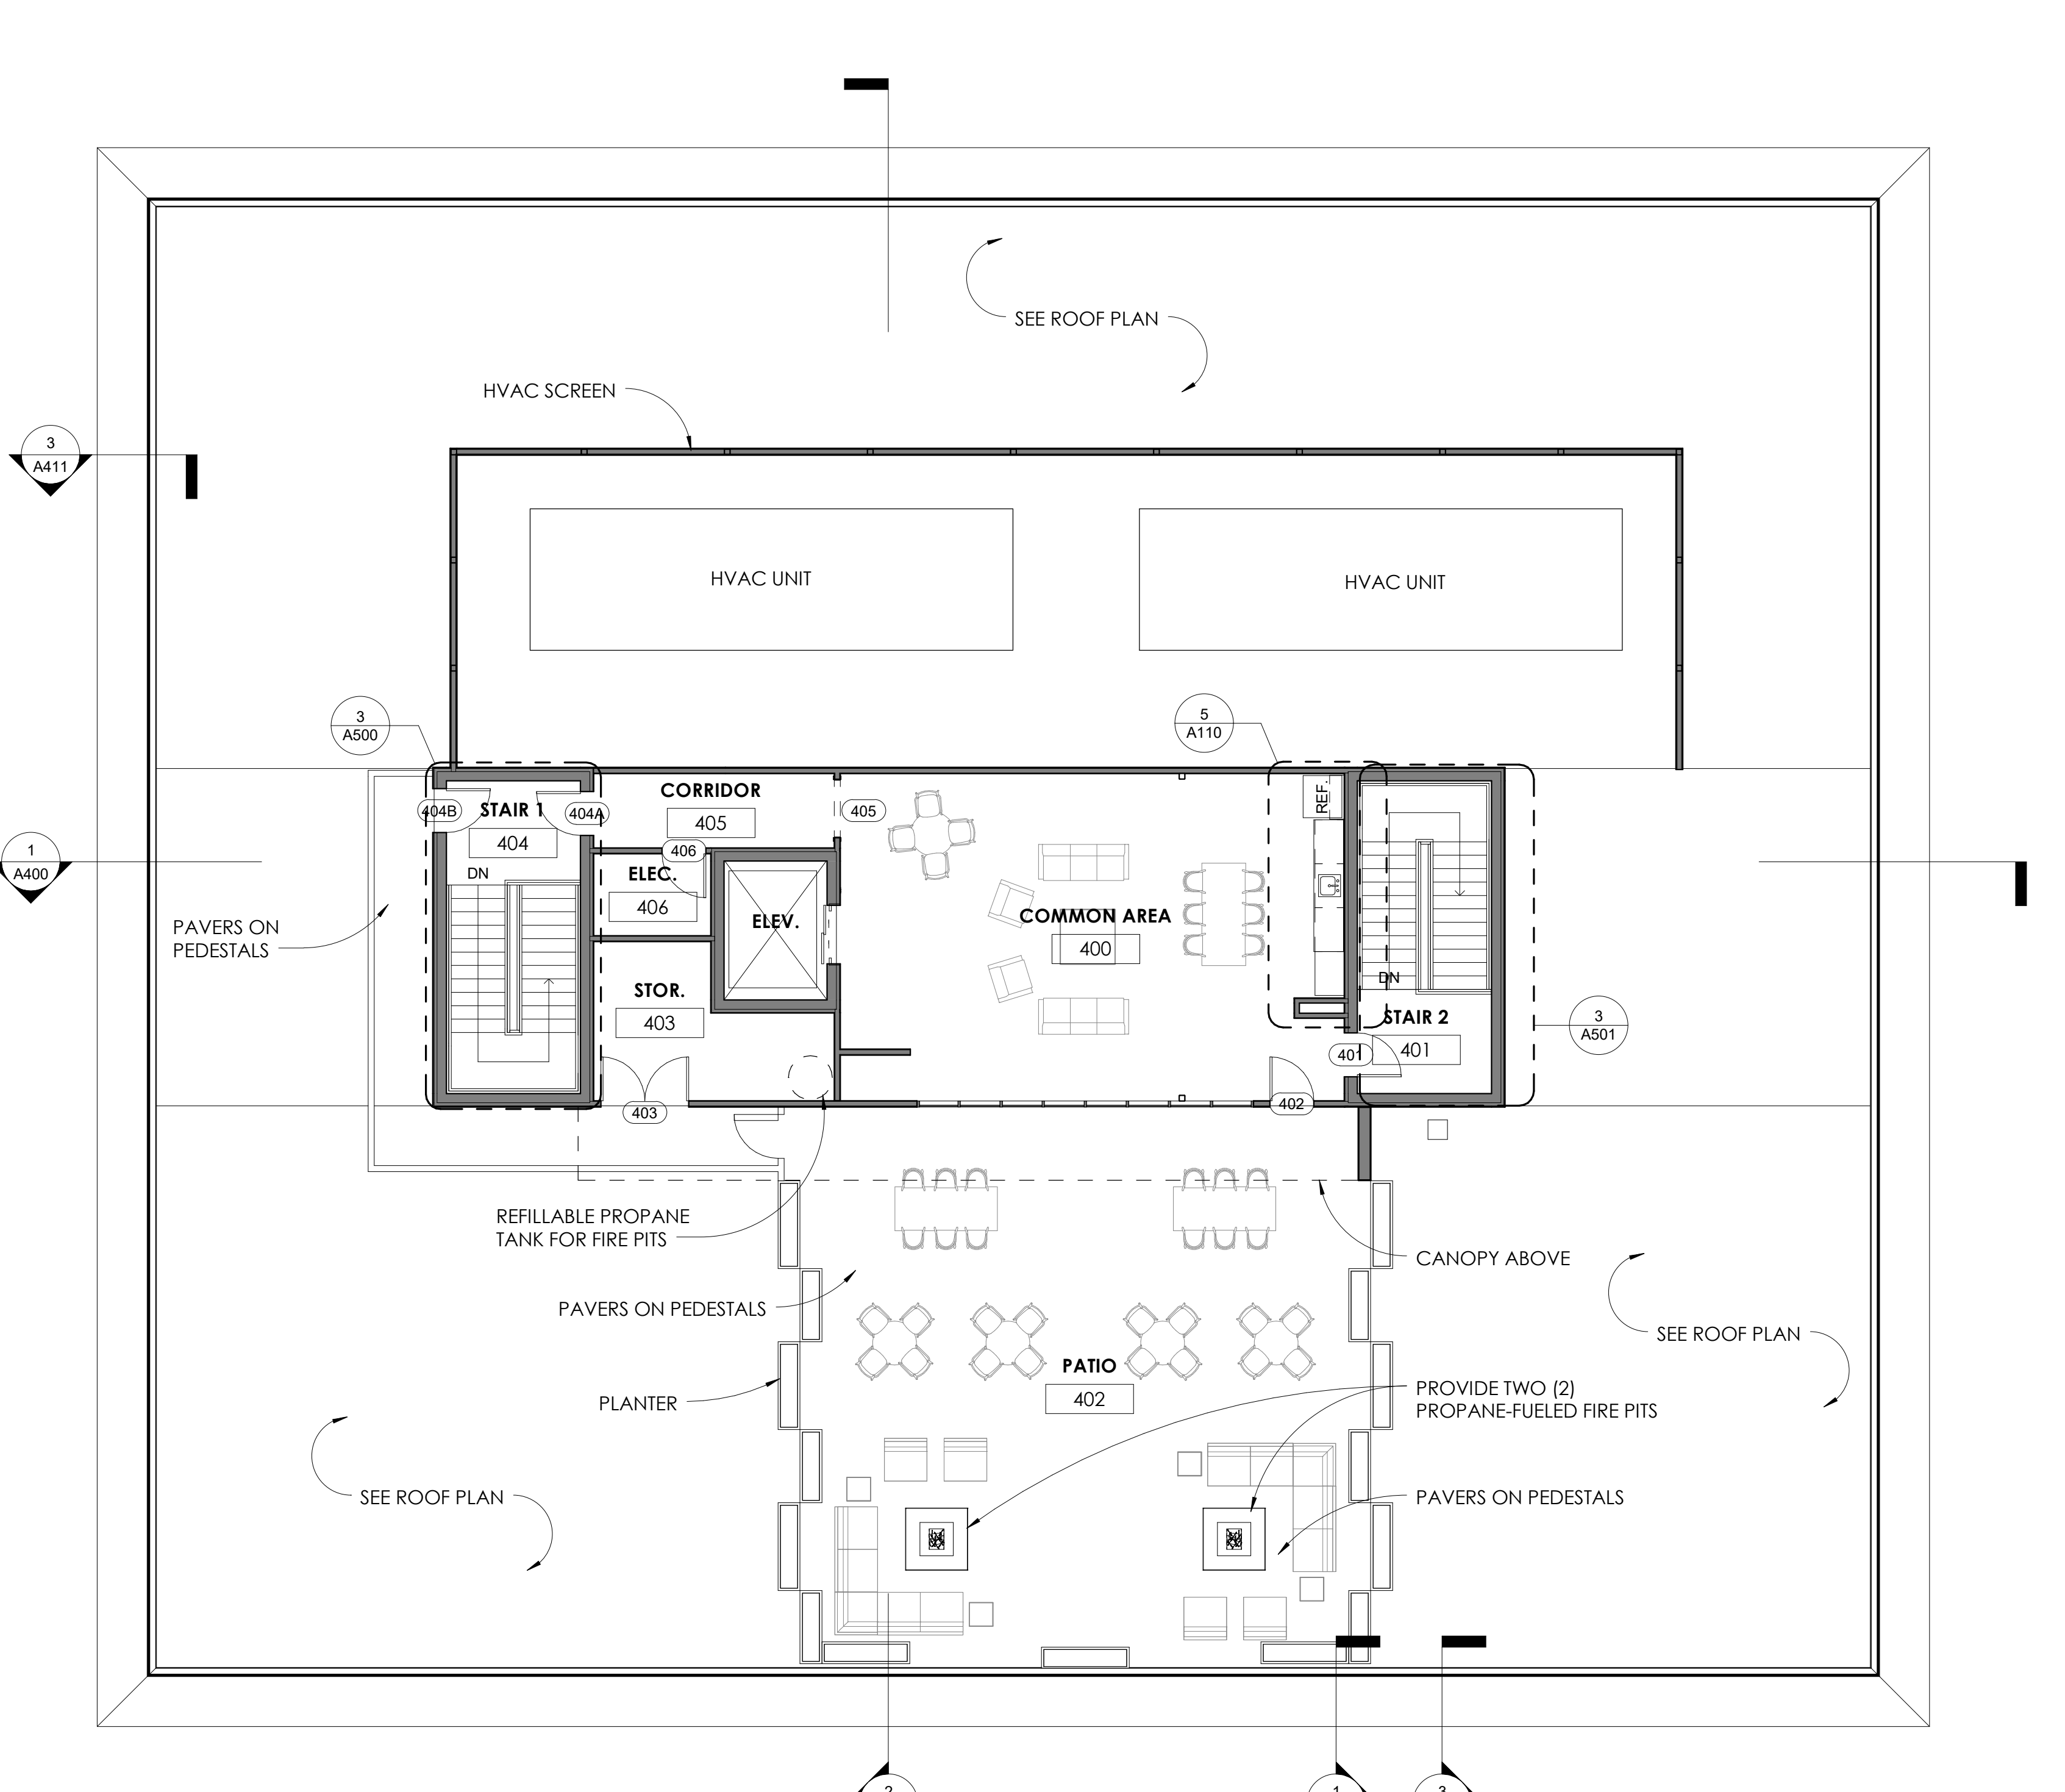 SEE ROOF PLAN
HVAC SCREEN
3
A411
HVAC UNIT
HVAC UNIT
3
A500
5
A110
CORRIDOR
405
404B
STAIR 1
404A
404
405
REF.
406
1
A400
DN
ELEC.
406
ELEV.
COMMON AREA
400
PAVERS ON
PEDESTALS
DN
STOR.
403
STAIR 2
401
401
3
A501
403
402
REFILLABLE PROPANE
TANK FOR FIRE PITS
CANOPY ABOVE
PAVERS ON PEDESTALS
SEE ROOF PLAN
PATIO
402
PLANTER
PROVIDE TWO (2)
PROPANE-FUELED FIRE PITS
SEE ROOF PLAN
PAVERS ON PEDESTALS
2
1
3